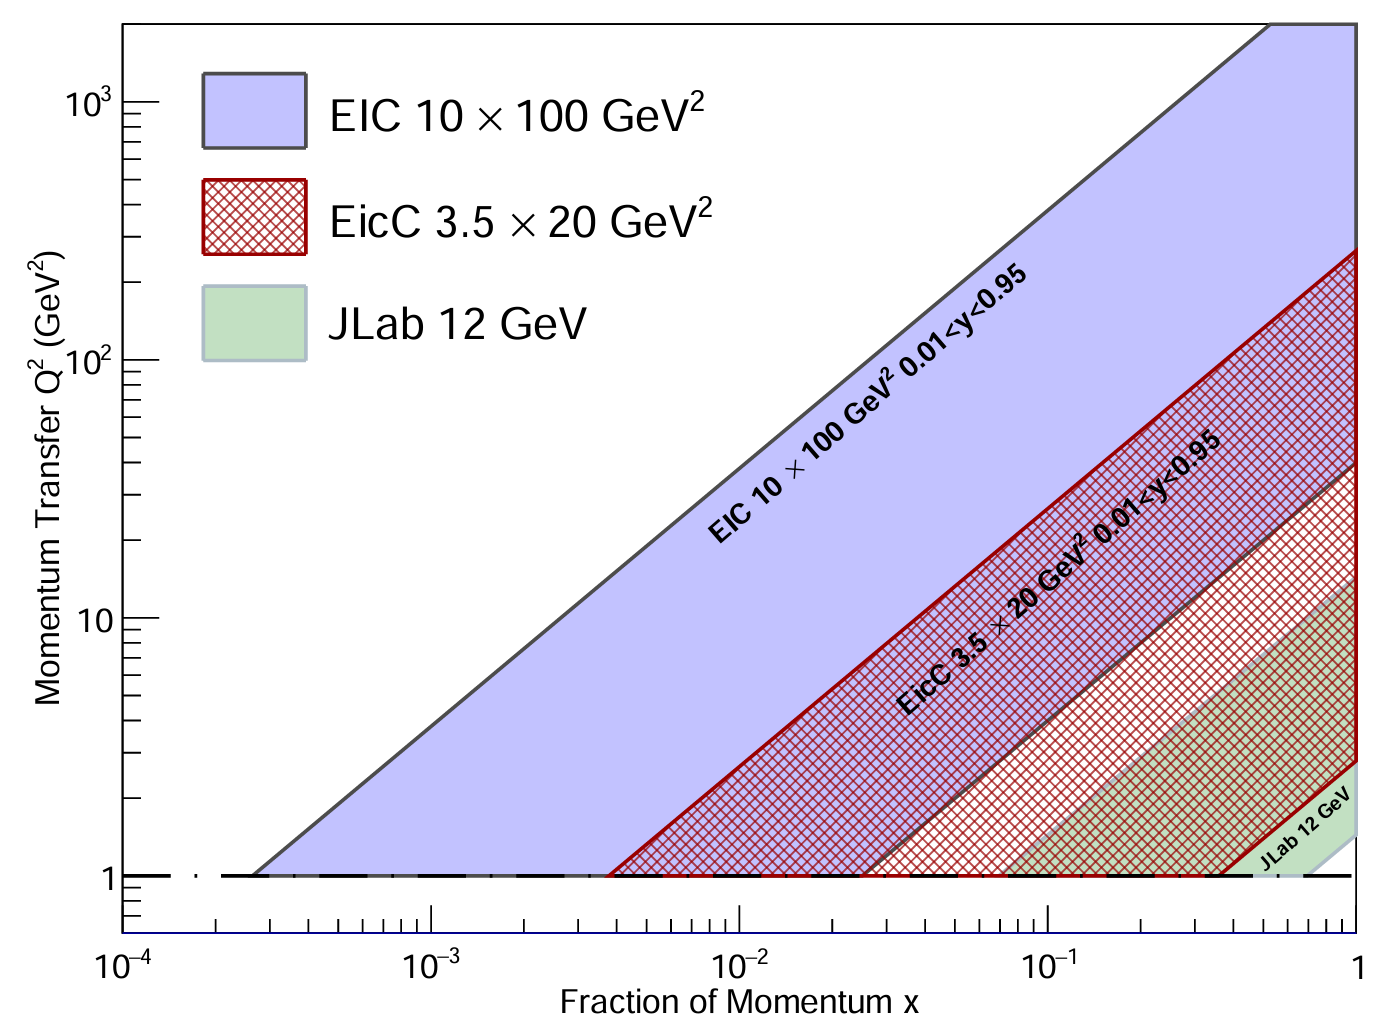 EIC 10 × 100 GeV²
EicC 3.5 × 20 GeV²
JLab 12 GeV
Momentum Transfer Q² (GeV²)
10³
10²
10
1
EIC 10 × 100 GeV² 0.01<y<0.95
EicC 3.5 × 20 GeV² 0.01<y<0.95
JLab 12 GeV
10⁻⁴ 10⁻³ 10⁻² 10⁻¹ 1
Fraction of Momentum x